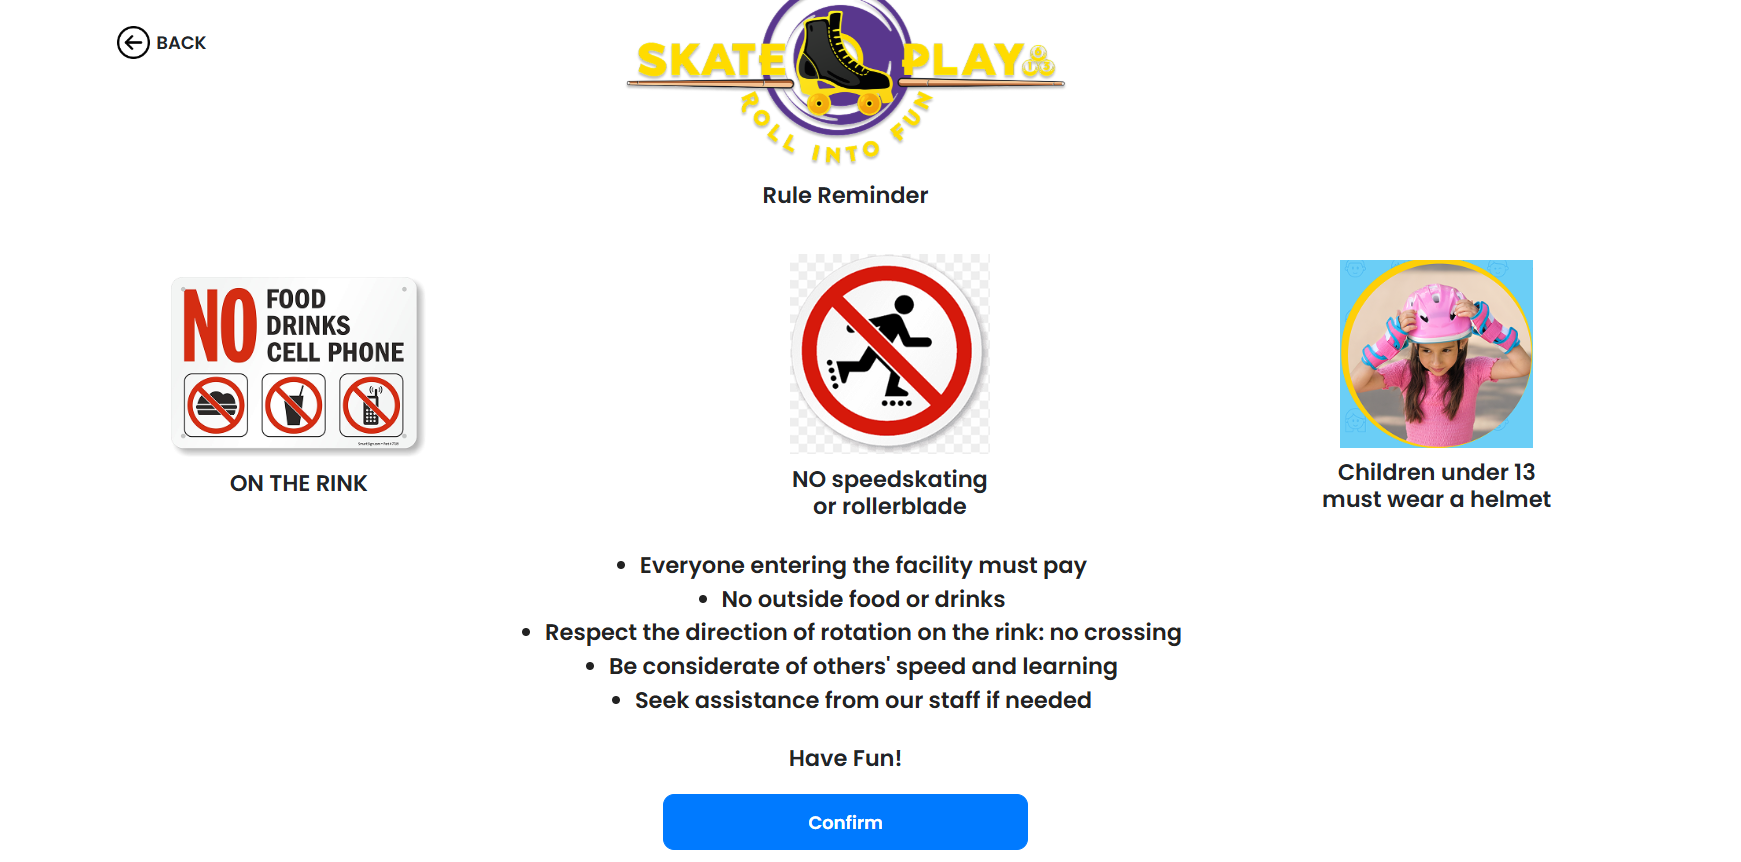 BACK
SKATE PLAY
ROLL INTO FUN
Rule Reminder
NO FOOD
DRINKS
CELL PHONE
ON THE RINK
NO speedskating
or rollerblade
Children under 13
must wear a helmet
• Everyone entering the facility must pay
• No outside food or drinks
• Respect the direction of rotation on the rink: no crossing
• Be considerate of others' speed and learning
• Seek assistance from our staff if needed
Have Fun!
Confirm